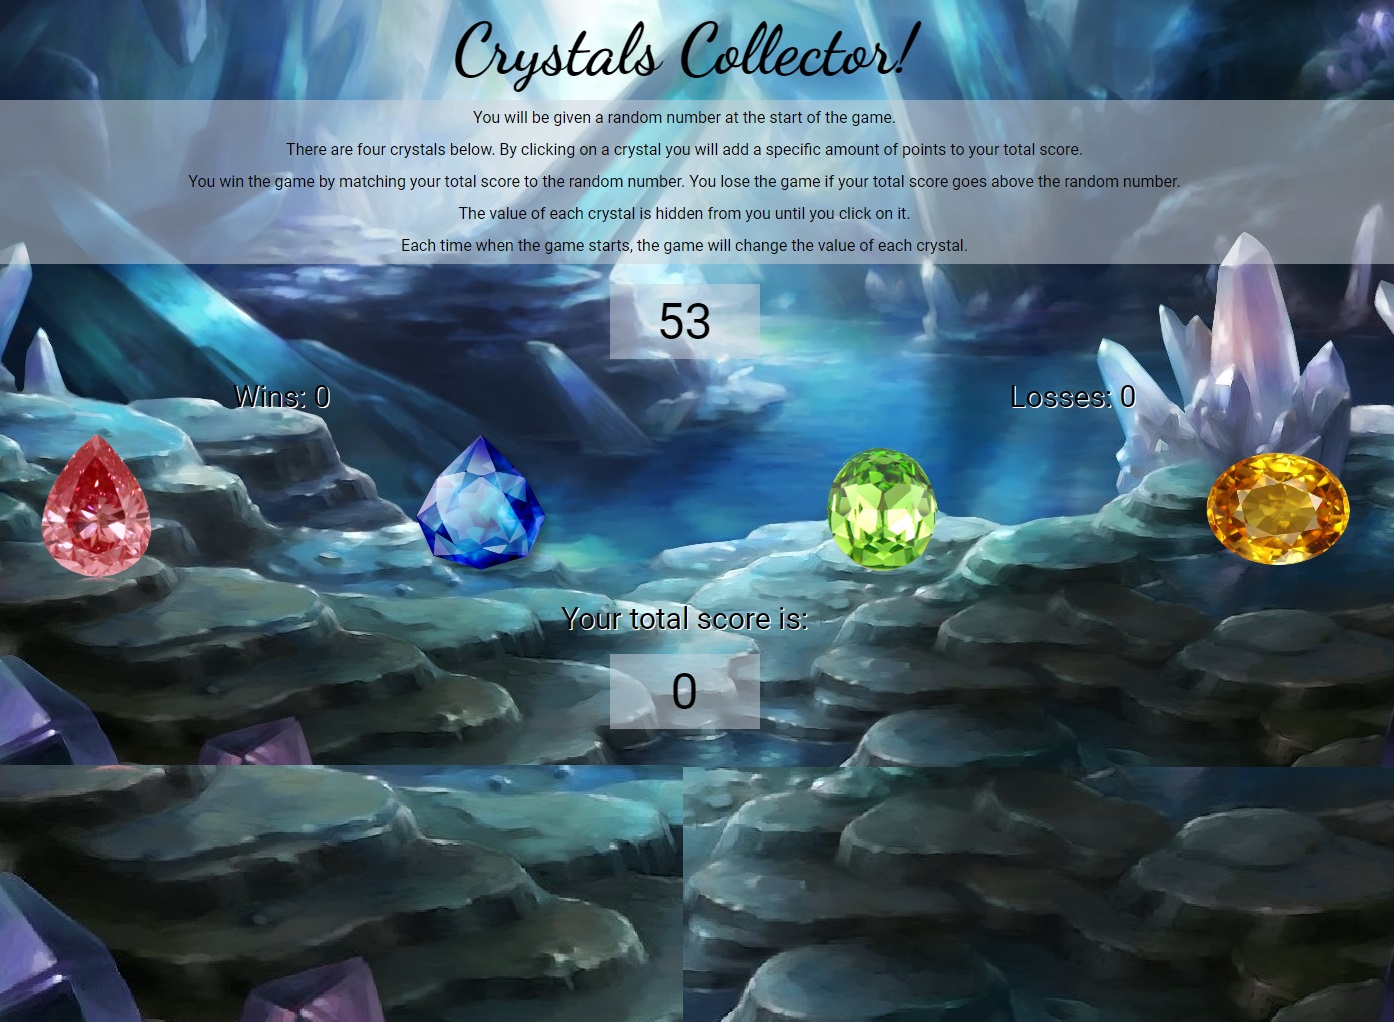 Crystals Collector!
You will be given a random number at the start of the game.
There are four crystals below. By clicking on a crystal you will add a specific amount of points to your total score.
You win the game by matching your total score to the random number. You lose the game if your total score goes above the random number.
The value of each crystal is hidden from you until you click on it.
Each time when the game starts, the game will change the value of each crystal.
53
Wins: 0
Losses: 0
Your total score is:
0